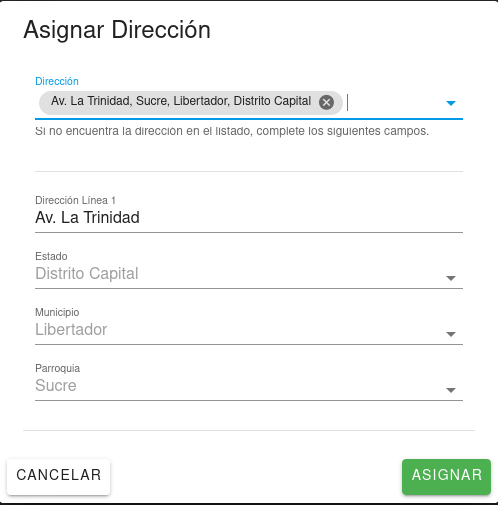 Asignar Dirección
Dirección
Av. La Trinidad, Sucre, Libertador, Distrito Capital
Si no encuentra la dirección en el listado, complete los siguientes campos.
Dirección Línea 1
Av. La Trinidad
Estado
Distrito Capital
Municipio
Libertador
Parroquia
Sucre
CANCELAR ASIGNAR